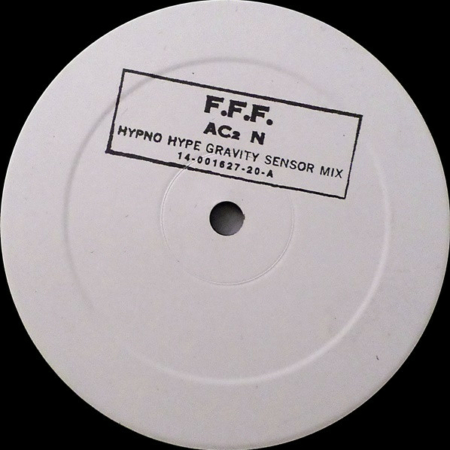 F.F.F.
AC2 N
HYPNO HYPE GRAVITY SENSOR MIX
14-001627-20-A